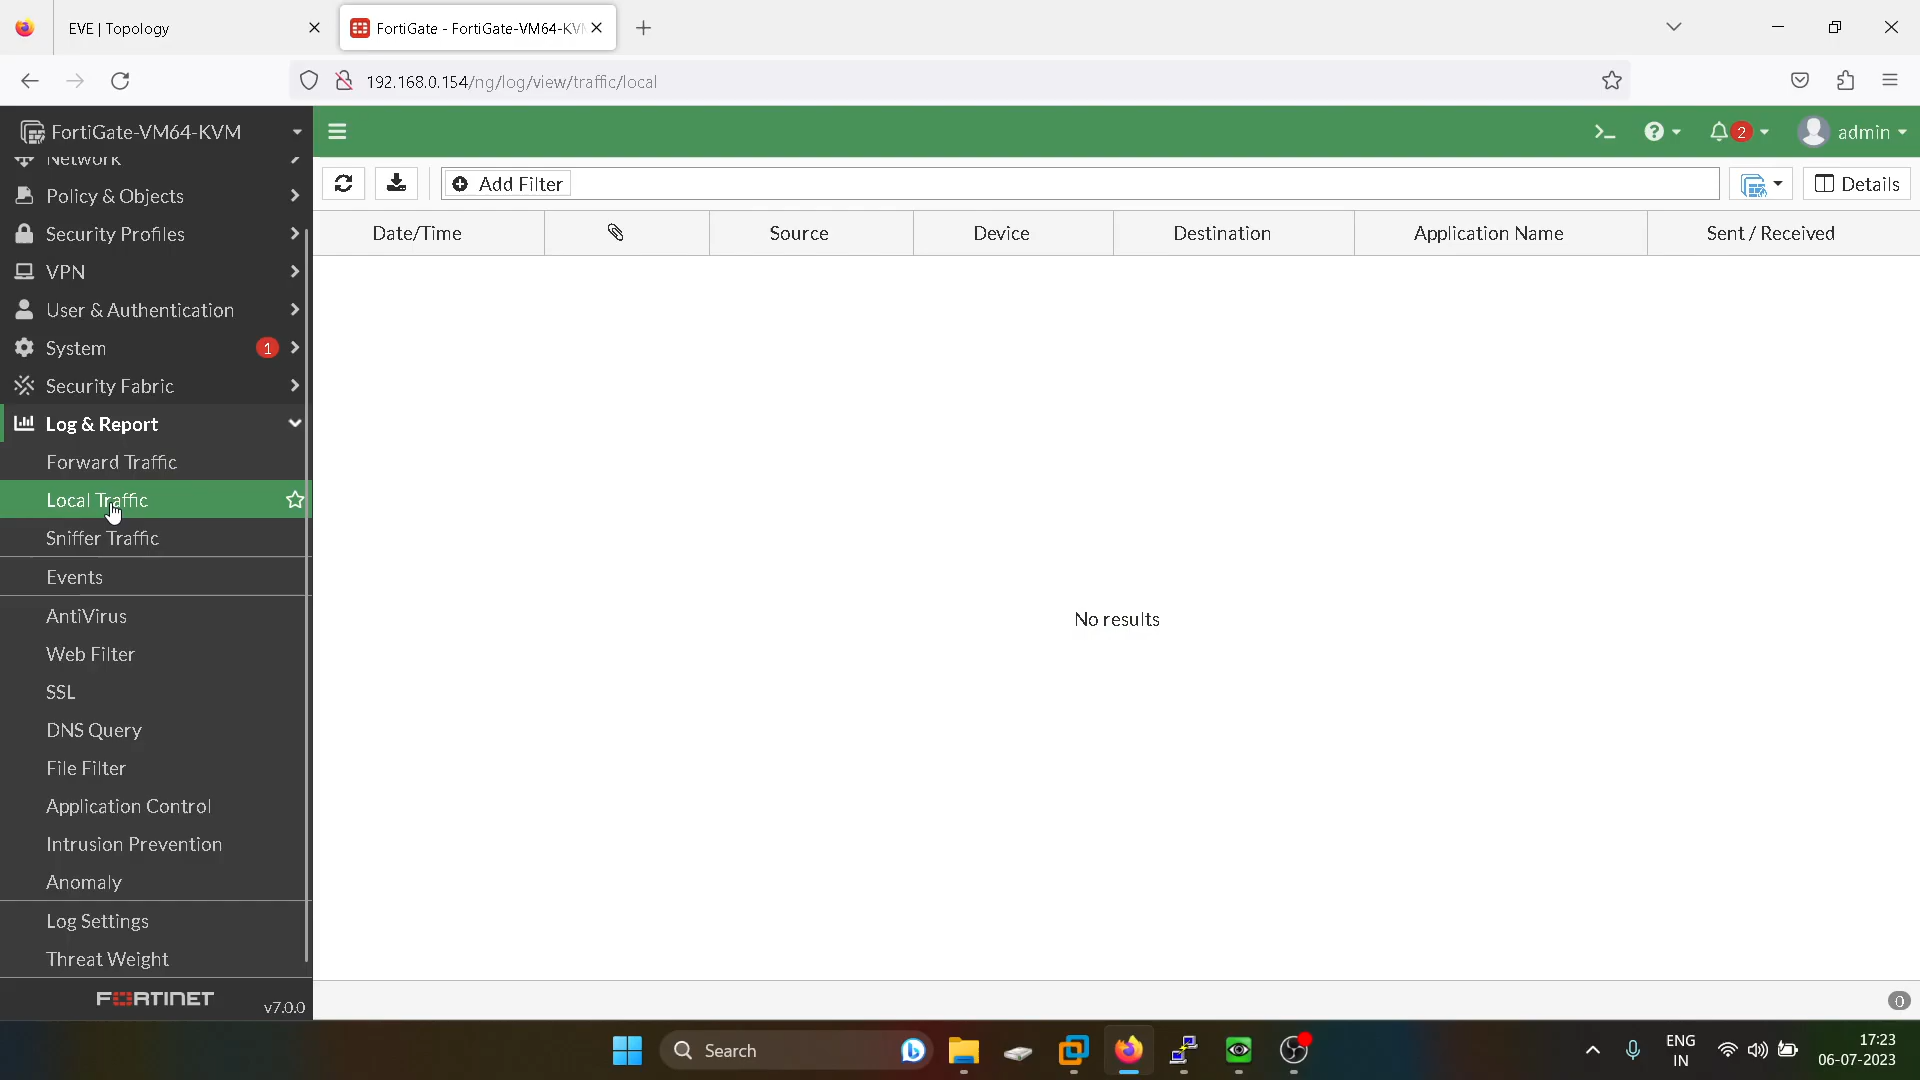 EVE | Topology
FortiGate - FortiGate-VM64-KV
192.168.0.154/ng/log/view/traffic/local
FortiGate-VM64-KVM
2
admin
Network
Policy & Objects
Security Profiles
VPN
User & Authentication
System
1
Security Fabric
Log & Report
Forward Traffic
Local Traffic
Sniffer Traffic
Events
AntiVirus
Web Filter
SSL
DNS Query
File Filter
Application Control
Intrusion Prevention
Anomaly
Log Settings
Threat Weight
FORTINET
v7.0.0
Add Filter
Details
Date/Time
Source
Device
Destination
Application Name
Sent / Received
No results
0
Search
ENG
IN
17:23
06-07-2023